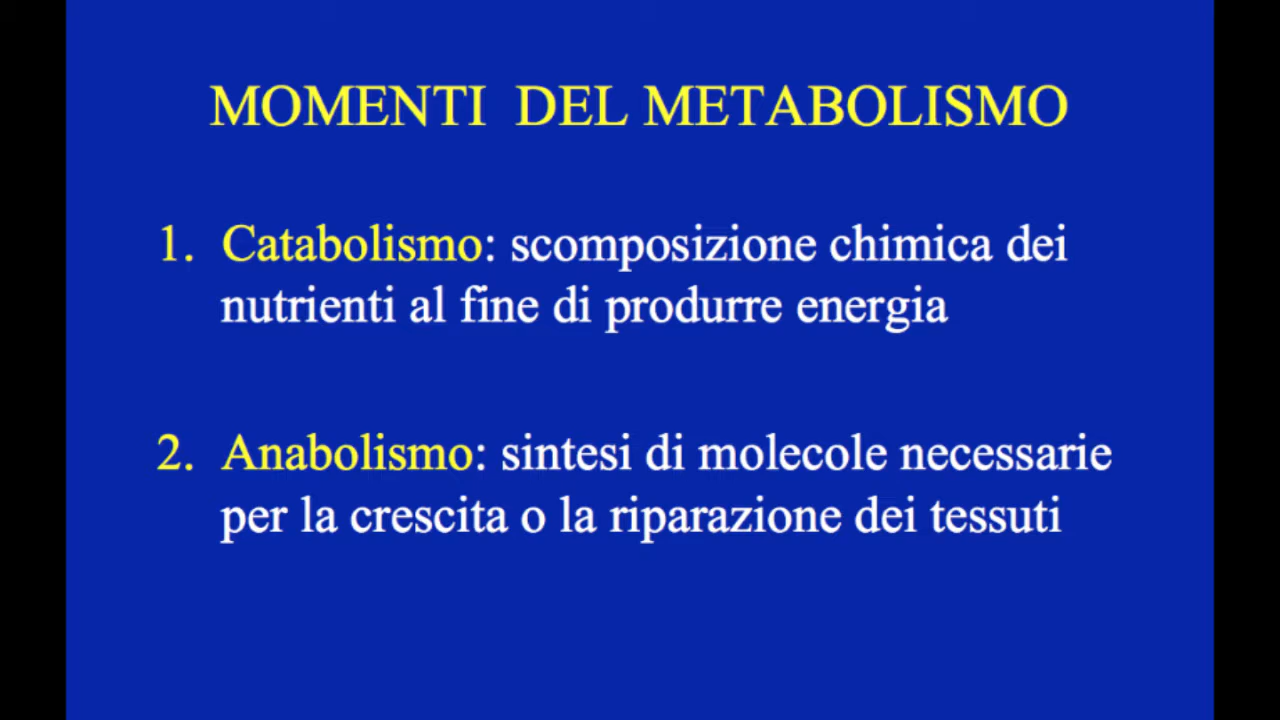 MOMENTI DEL METABOLISMO
1. Catabolismo: scomposizione chimica dei
nutrienti al fine di produrre energia
2. Anabolismo: sintesi di molecole necessarie
per la crescita o la riparazione dei tessuti